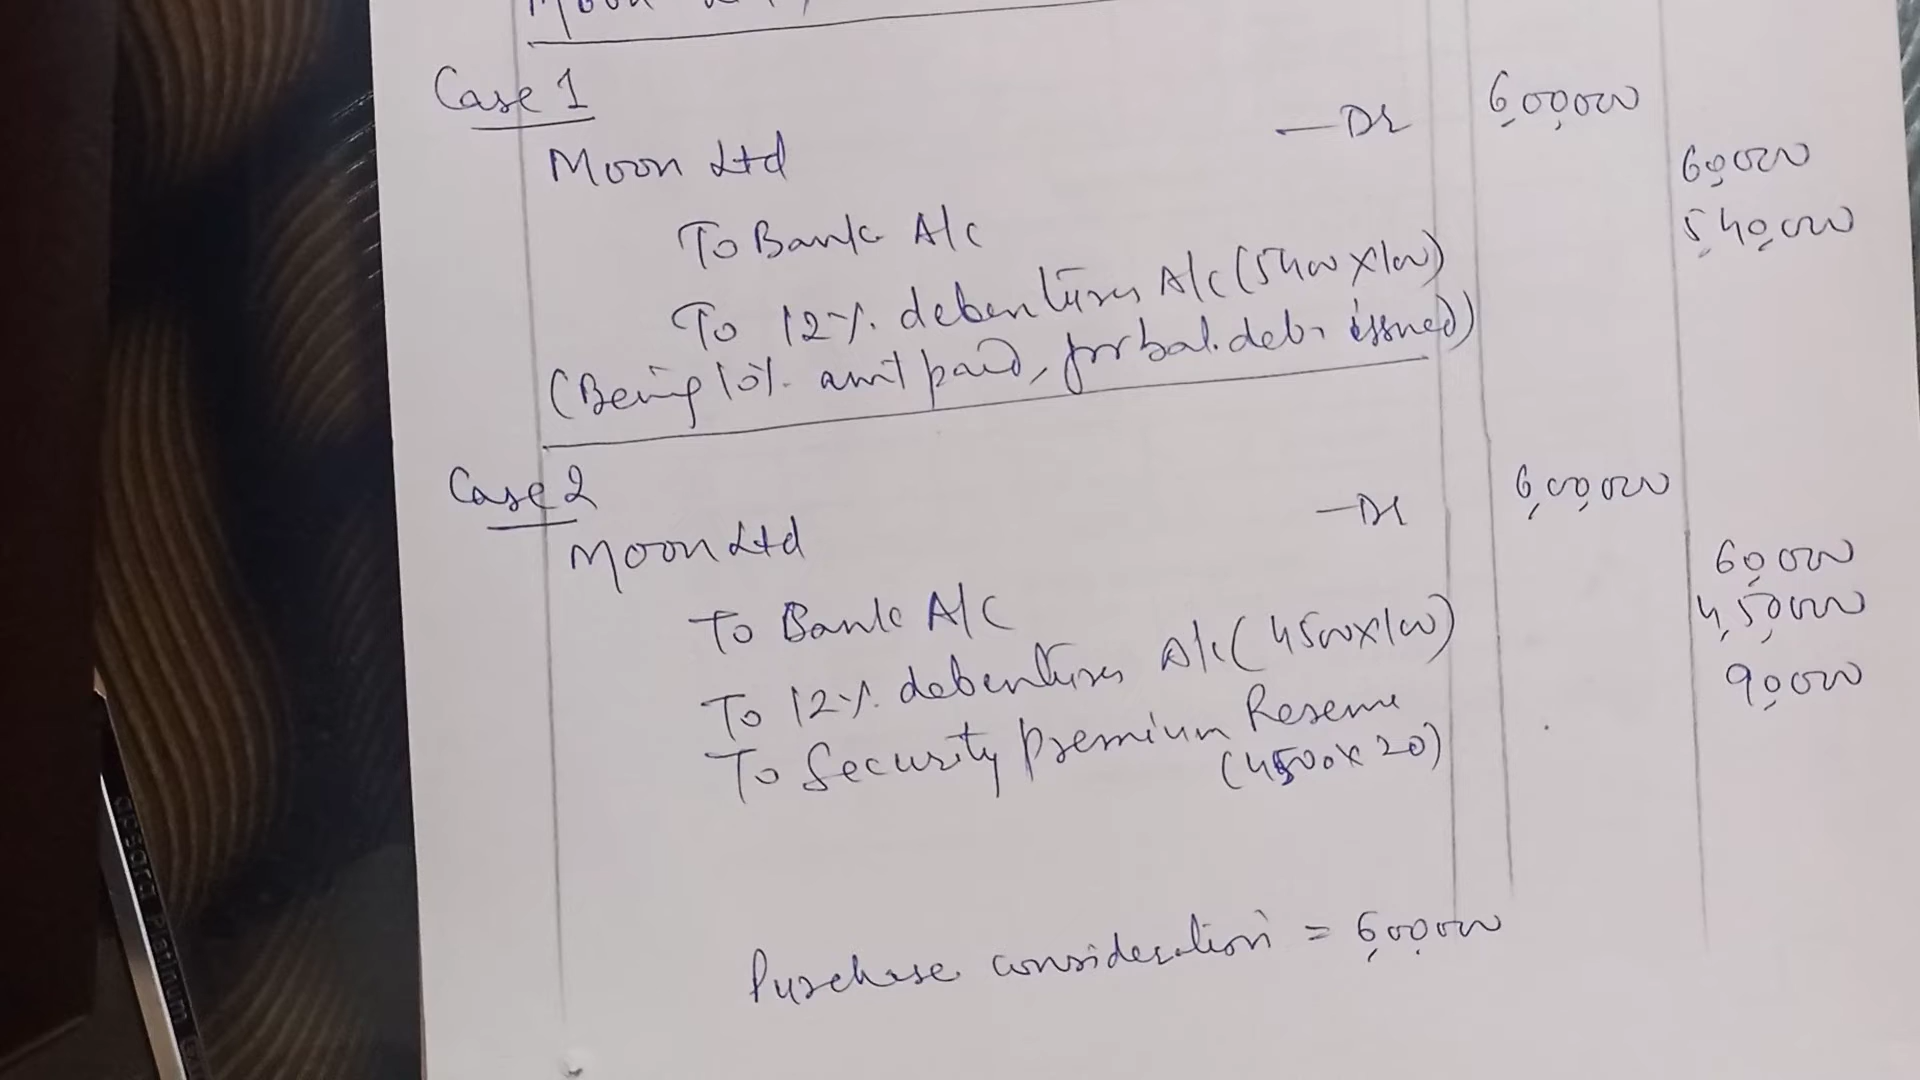 Moon
Case 1
Moon Ltd — Dr 6,00,000
To Bank A/c 60,000
To 12% debentures A/c (5400 x 100) 5,40,000
(Being 10% amt paid, for bal. deb. issued)
Case 2
Moon Ltd — Dr 6,00,000
To Bank A/c 60,000
To 12% debentures A/c (4500x100) 4,50,000
To Security premium Reserve 90,000
(4500x 20)
Purchase consideration = 6,00,000